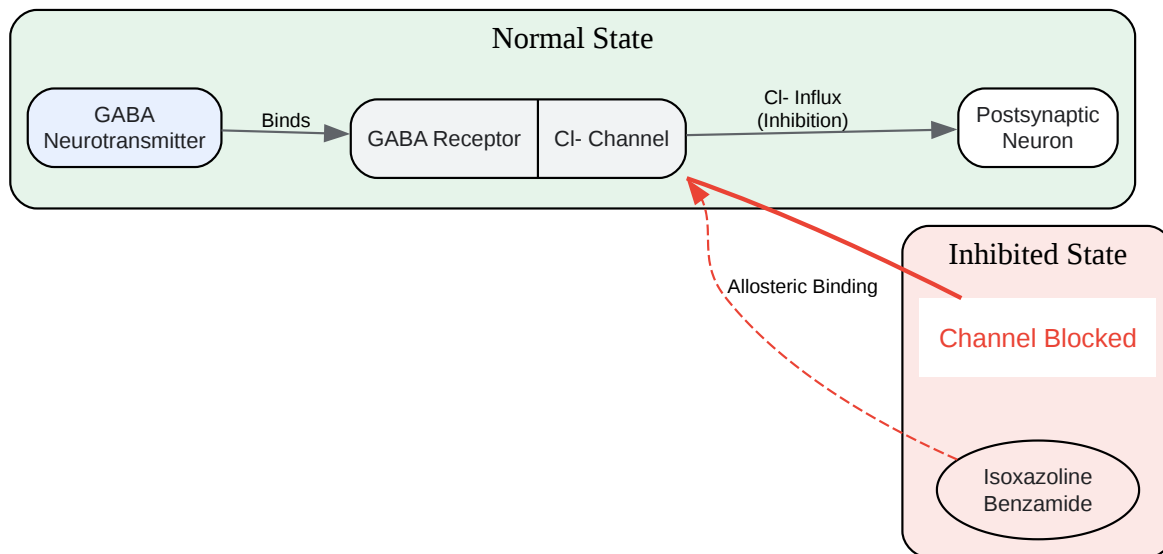 Normal State
GABA
Neurotransmitter
Binds
GABA Receptor
Cl- Channel
Cl- Influx
(Inhibition)
Postsynaptic
Neuron
Inhibited State
Allosteric Binding
Channel Blocked
Isoxazoline
Benzamide